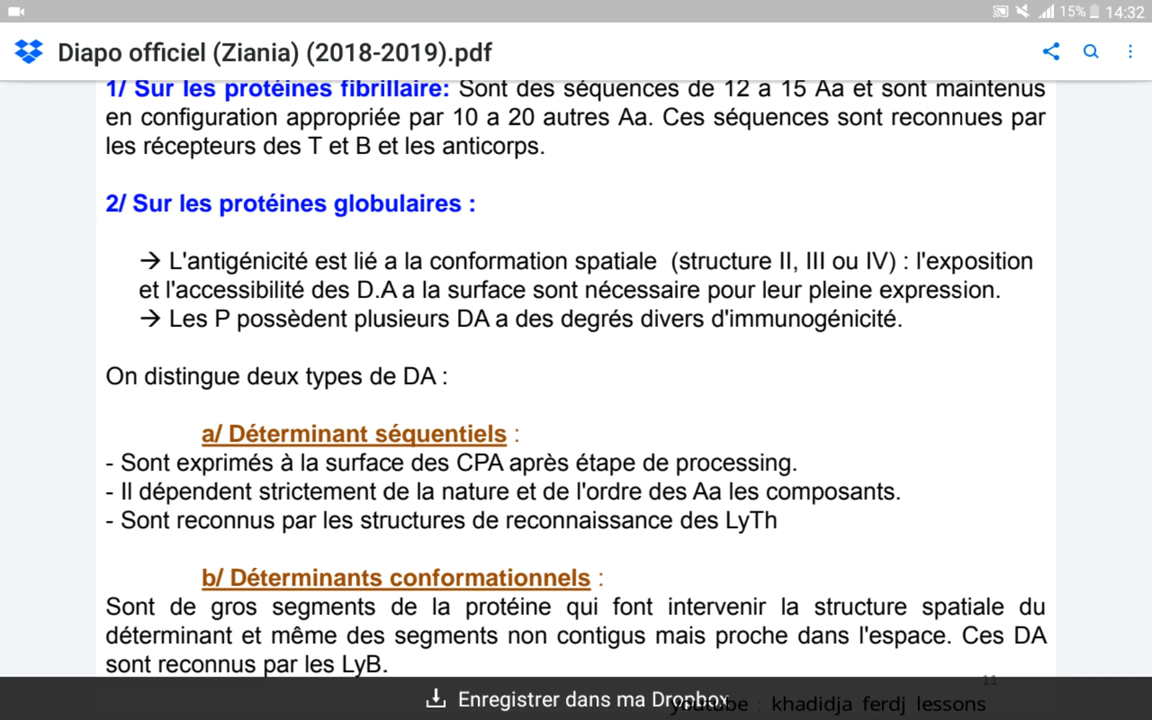 15% 14:32
Diapo officiel (Ziania) (2018-2019).pdf
1/ Sur les protéines fibrillaire: Sont des séquences de 12 a 15 Aa et sont maintenus
en configuration appropriée par 10 a 20 autres Aa. Ces séquences sont reconnues par
les récepteurs des T et B et les anticorps.
2/ Sur les protéines globulaires :
→ L'antigénicité est lié a la conformation spatiale (structure II, III ou IV) : l'exposition
et l'accessibilité des D.A a la surface sont nécessaire pour leur pleine expression.
→ Les P possèdent plusieurs DA a des degrés divers d'immunogénicité.
On distingue deux types de DA :
a/ Déterminant séquentiels :
- Sont exprimés à la surface des CPA après étape de processing.
- Il dépendent strictement de la nature et de l'ordre des Aa les composants.
- Sont reconnus par les structures de reconnaissance des LyTh
b/ Déterminants conformationnels :
Sont de gros segments de la protéine qui font intervenir la structure spatiale du
déterminant et même des segments non contigus mais proche dans l'espace. Ces DA
sont reconnus par les LyB.
11
Enregistrer dans ma Dropbox
youtube : khadidja ferdj lessons